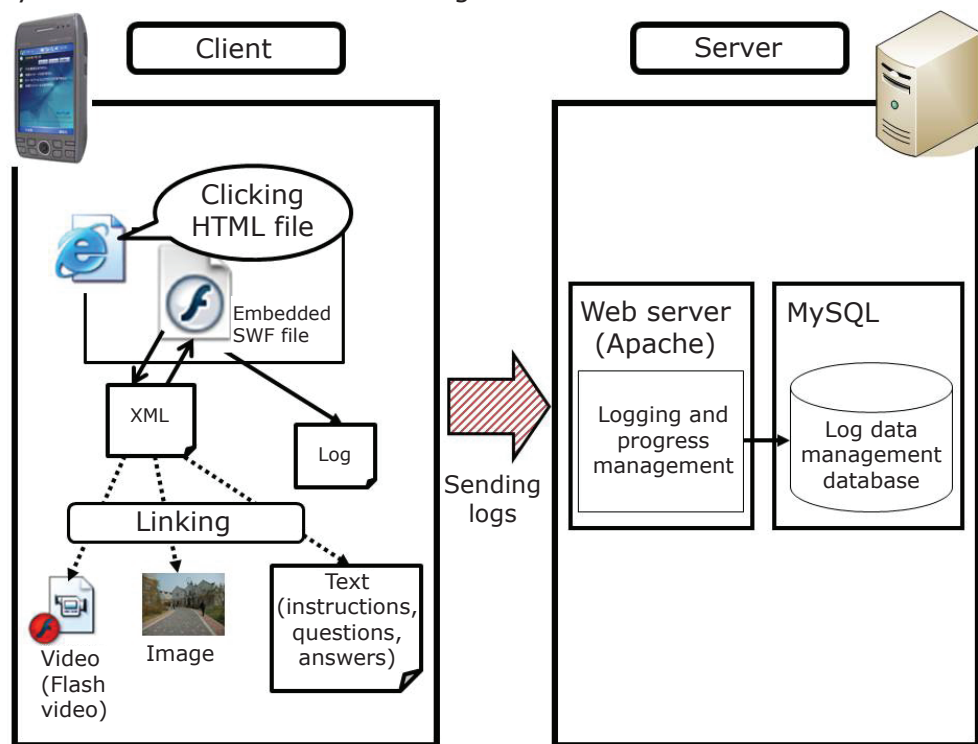 Client
Server
Clicking
HTML file
Embedded
SWF file
XML
Log
Linking
Video
(Flash
video)
Image
Text
(instructions,
questions,
answers)
Sending
logs
Web server
(Apache)
Logging and
progress
management
MySQL
Log data
management
database